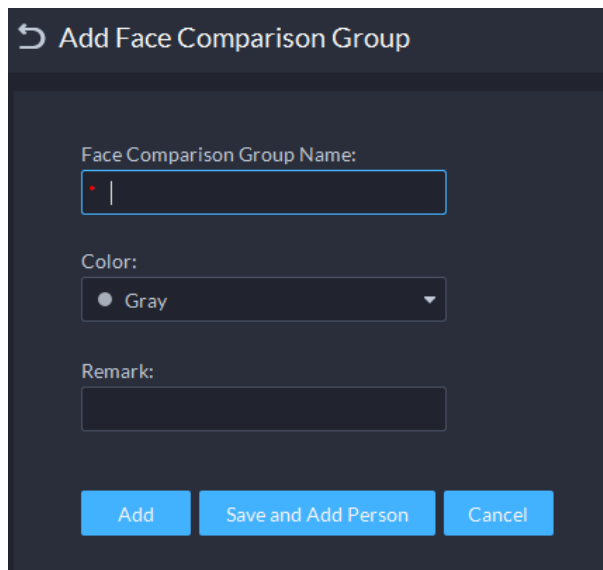 Add Face Comparison Group
Face Comparison Group Name:
*
Color:
Gray
Remark:
Add Save and Add Person Cancel